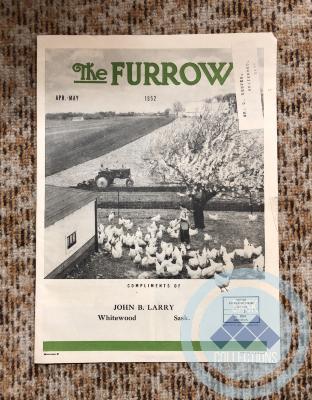 The FURROW
APR.-MAY 1952
COMPLIMENTS OF
JOHN B. LARRY
Whitewood Sask.
COLLECTIONS